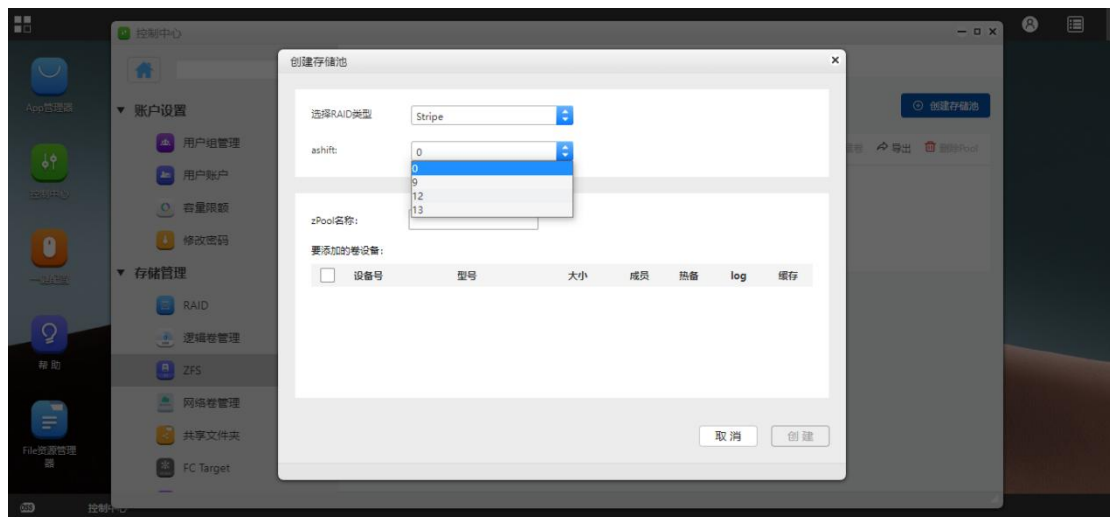 控制中心
App管理器
控制中心
帮 助
File资源管理
器
账户设置
用户组管理
用户账户
容量限额
修改密码
存储管理
RAID
逻辑卷管理
ZFS
网络卷管理
共享文件夹
FC Target
创建存储池
导出
删除Pool
创建存储池
选择RAID类型
Stripe
ashift:
0
0
9
12
13
zPool名称:
要添加的卷设备:
设备号 型号 大小 成员 热备 log 缓存
取 消
创 建